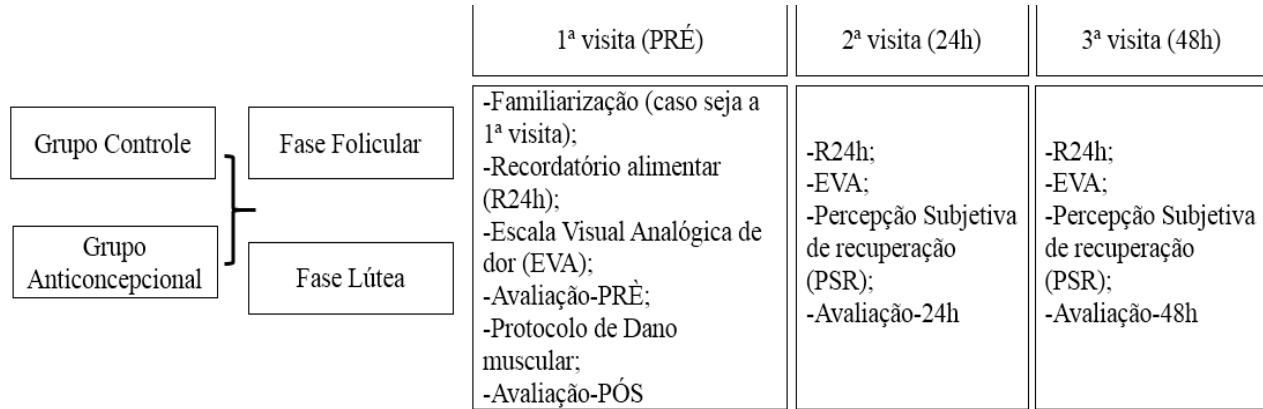 Grupo Controle
Grupo
Anticoncepcional
Fase Folicular
Fase Lútea
1ª visita (PRÉ)
-Familiarização (caso seja a
1ª visita);
-Recordatório alimentar
(R24h);
-Escala Visual Analógica de
dor (EVA);
-Avaliação-PRÈ;
-Protocolo de Dano
muscular;
-Avaliação-PÓS
2ª visita (24h)
-R24h;
-EVA;
-Percepção Subjetiva
de recuperação
(PSR);
-Avaliação-24h
3ª visita (48h)
-R24h;
-EVA;
-Percepção Subjetiva
de recuperação
(PSR);
-Avaliação-48h